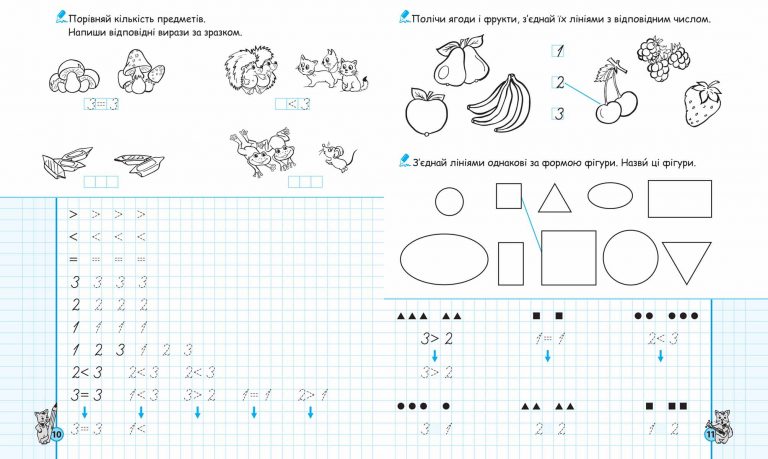 Порівняй кількість предметів.
Напиши відповідні вирази за зразком.
3=3
< 3
> > > >
< < < <
= = = =
3 3 3 3
2 2 2 2
1 1 1 1
1 2 3 1 2 3
2<3 2<3 2<3
3=3 1<3 3>2 1=1 2>1
3=3 1<
10
Полічи ягоди і фрукти, з'єднай їх лініями з відповідним числом.
1
2
3
З'єднай лініями однакові за формою фігури. Назви́ ці фігури.
3>2 1=1 2<3
3>2
3 1 2 2 1 2
11